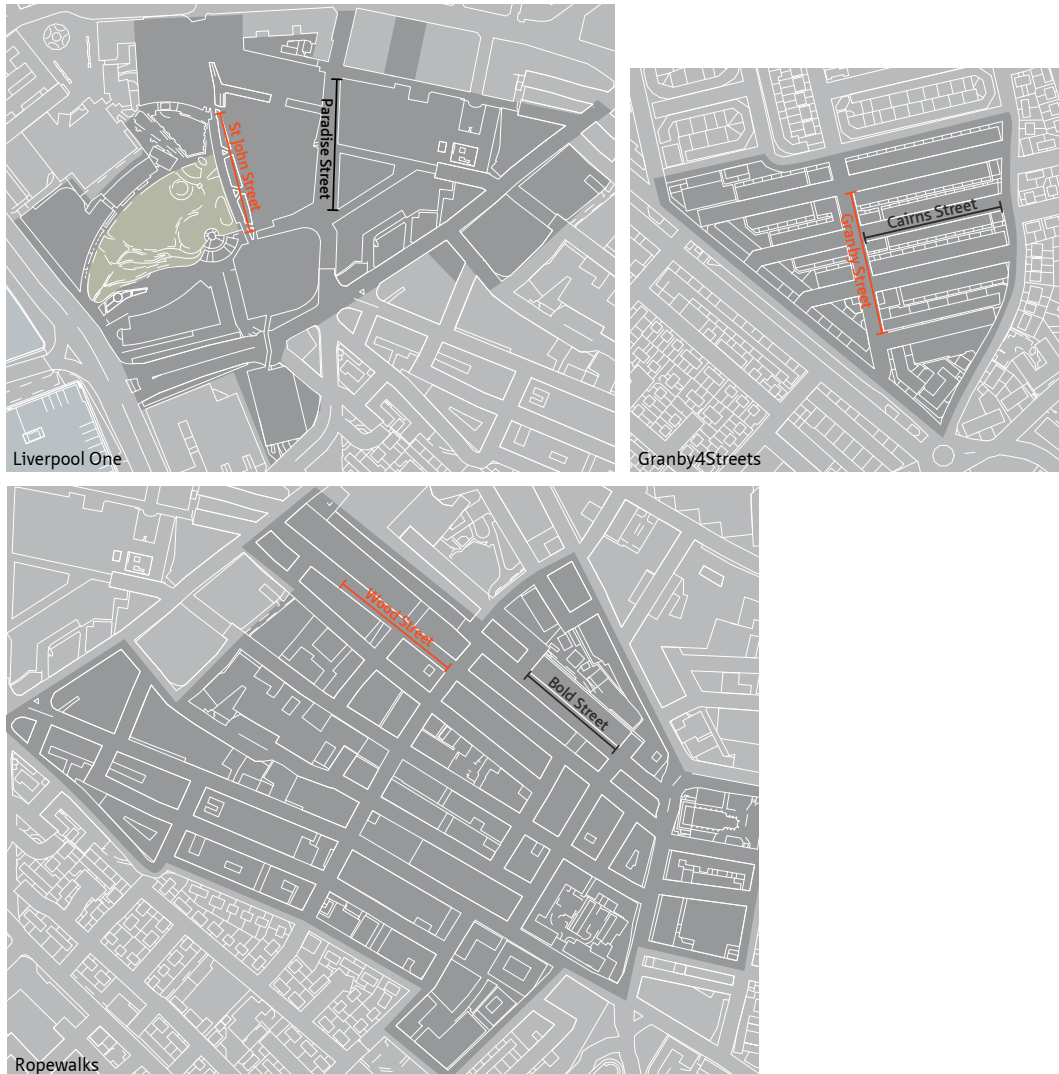 St John Street
Paradise Street
Liverpool One
Granby Street
Cairns Street
Granby4Streets
Wood Street
Bold Street
Ropewalks